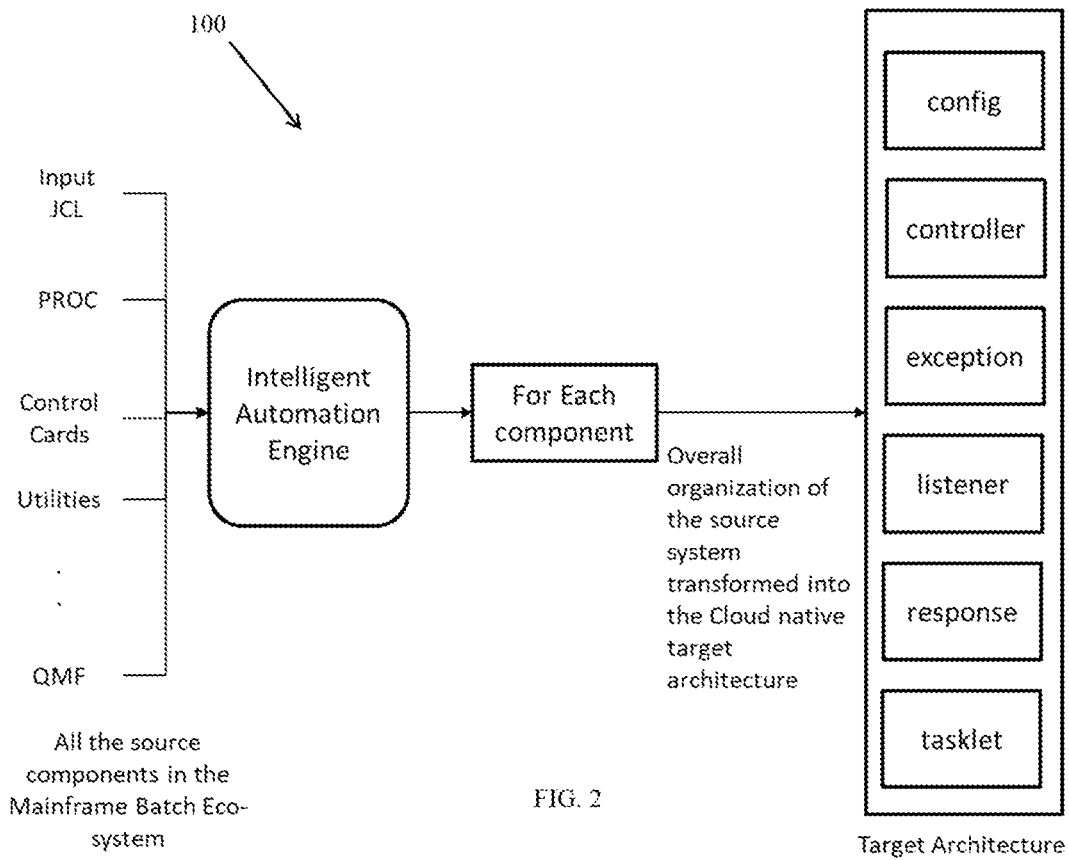 100
Input
JCL
PROC
Control
Cards
Utilities
.
.
QMF
All the source
components in the
Mainframe Batch Eco-
system
Intelligent
Automation
Engine
For Each
component
Overall
organization of
the source
system
transformed into
the Cloud native
target
architecture
config
controller
exception
listener
response
tasklet
Target Architecture
FIG. 2